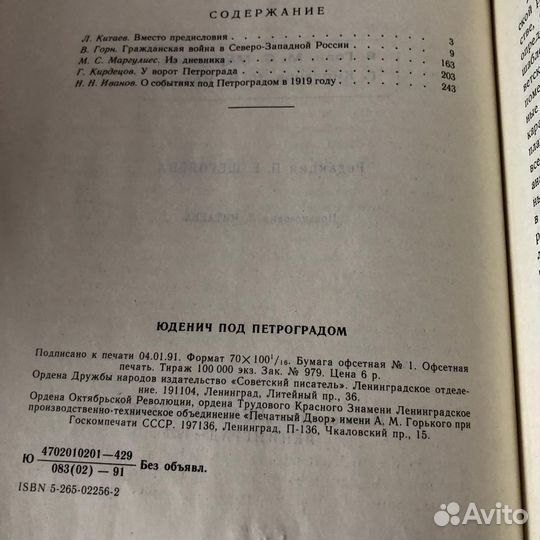 СОДЕРЖАНИЕ
Л. Китаев. Вместо предисловия . . . 3
В. Горн. Гражданская война в Северо-Западной России . . . 9
М. С. Маргулиес. Из дневника . . . 163
Г. Кирдецов. У ворот Петрограда . . . 203
Н. Н. Иванов. О событиях под Петроградом в 1919 году . . . 243
ЮДЕНИЧ ПОД ПЕТРОГРАДОМ
Подписано к печати 04.01.91. Формат 70×100¹/₁₆. Бумага офсетная № 1. Офсетная
печать. Тираж 100 000 экз. Зак. № 979. Цена 6 р.
Ордена Дружбы народов издательство «Советский писатель». Ленинградское отделе-
ние. 191104, Ленинград, Литейный пр., 36.
Ордена Октябрьской Революции, ордена Трудового Красного Знамени Ленинградское
производственно-техническое объединение «Печатный Двор» имени А. М. Горького при
Госкомпечати СССР. 197136, Ленинград, П-136, Чкаловский пр., 15.
Ю 4702010201—429
083(02) — 91 Без объявл.
ISBN 5-265-02256-2
Avito